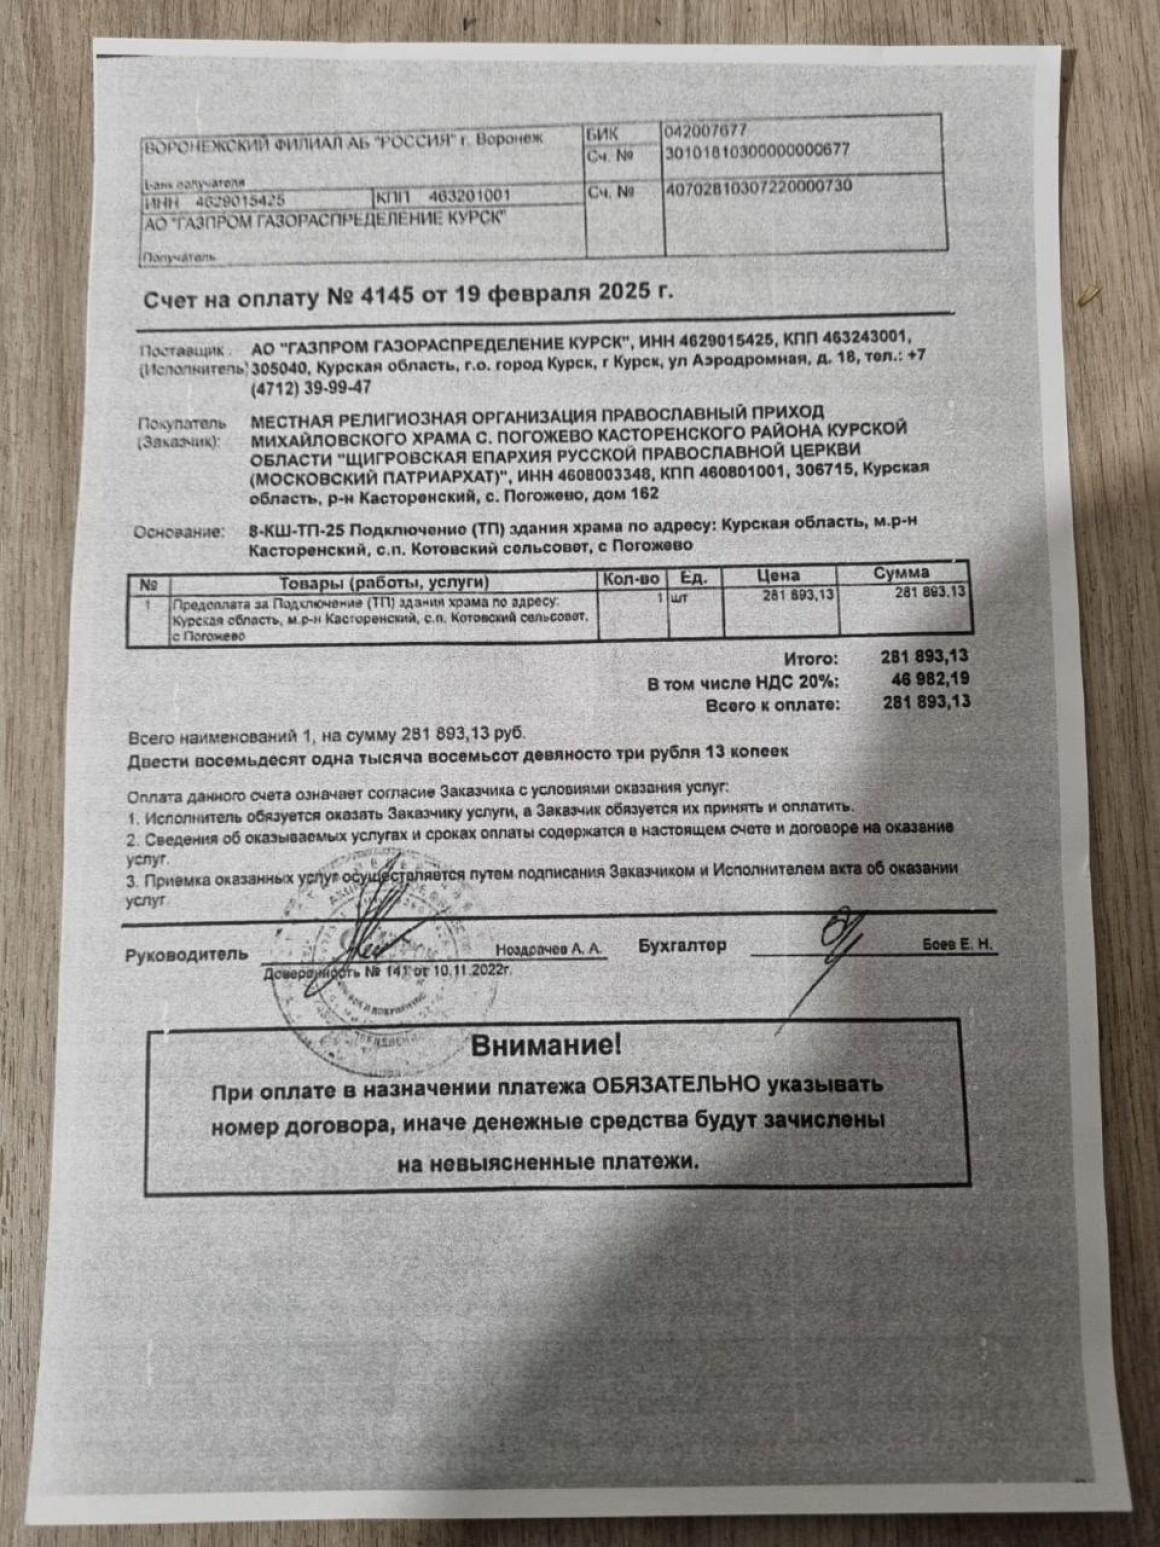 ВОРОНЕЖСКИЙ ФИЛИАЛ АБ "РОССИЯ" г. Воронеж
БИК 042007677
Сч. № 30101810300000000677
Банк получателя
ИНН 4629015425 КПП 463201001
Сч. № 40702810307220000730
АО "ГАЗПРОМ ГАЗОРАСПРЕДЕЛЕНИЕ КУРСК"
Получатель
Счет на оплату № 4145 от 19 февраля 2025 г.
Поставщик (Исполнитель):
АО "ГАЗПРОМ ГАЗОРАСПРЕДЕЛЕНИЕ КУРСК", ИНН 4629015425, КПП 463243001,
305040, Курская область, г.о. город Курск, г Курск, ул Аэродромная, д. 18, тел.: +7
(4712) 39-99-47
Покупатель (Заказчик):
МЕСТНАЯ РЕЛИГИОЗНАЯ ОРГАНИЗАЦИЯ ПРАВОСЛАВНЫЙ ПРИХОД
МИХАЙЛОВСКОГО ХРАМА С. ПОГОЖЕВО КАСТОРЕНСКОГО РАЙОНА КУРСКОЙ
ОБЛАСТИ "ЩИГРОВСКАЯ ЕПАРХИЯ РУССКОЙ ПРАВОСЛАВНОЙ ЦЕРКВИ
(МОСКОВСКИЙ ПАТРИАРХАТ)", ИНН 4608003348, КПП 460801001, 306715, Курская
область, р-н Касторенский, с. Погожево, дом 162
Основание: 8-КШ-ТП-25 Подключение (ТП) здания храма по адресу: Курская область, м.р-н
Касторенский, с.п. Котовский сельсовет, с Погожево
№ Товары (работы, услуги) Кол-во Ед. Цена Сумма
1 Предоплата за Подключение (ТП) здания храма по адресу: 1 шт 281 893,13 281 893,13
Курская область, м.р-н Касторенский, с.п. Котовский сельсовет,
с Погожево
Итого: 281 893,13
В том числе НДС 20%: 46 982,19
Всего к оплате: 281 893,13
Всего наименований 1, на сумму 281 893,13 руб.
Двести восемьдесят одна тысяча восемьсот девяносто три рубля 13 копеек
Оплата данного счета означает согласие Заказчика с условиями оказания услуг:
1. Исполнитель обязуется оказать Заказчику услуги, а Заказчик обязуется их принять и оплатить.
2. Сведения об оказываемых услугах и сроках оплаты содержатся в настоящем счете и договоре на оказание
услуг.
3. Приемка оказанных услуг осуществляется путем подписания Заказчиком и Исполнителем акта об оказании
услуг
Руководитель Ноздрачев А. А. Бухгалтер Боев Е. Н.
Доверенность № 141 от 10.11.2022г.
Внимание!
При оплате в назначении платежа ОБЯЗАТЕЛЬНО указывать
номер договора, иначе денежные средства будут зачислены
на невыясненные платежи.